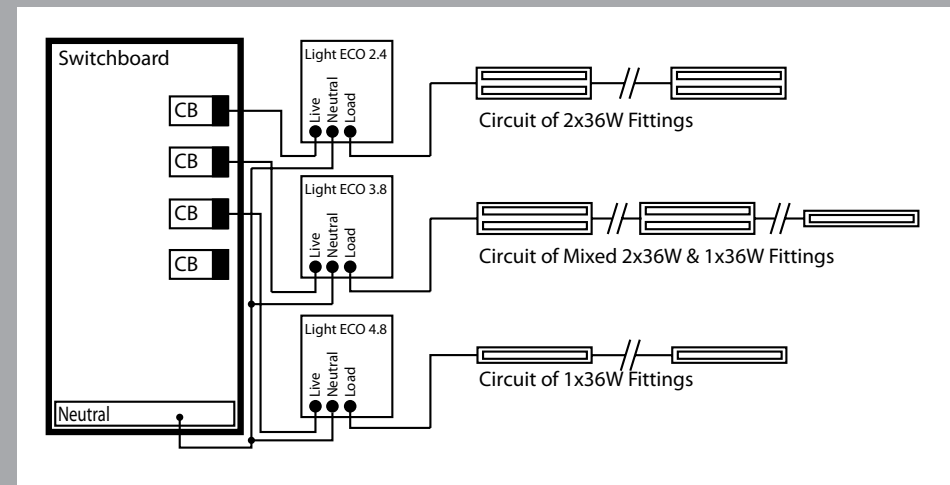 Switchboard
CB
CB
CB
CB
Neutral
Light ECO 2.4
Live
Neutral
Load
Circuit of 2x36W Fittings
Light ECO 3.8
Live
Neutral
Load
Circuit of Mixed 2x36W & 1x36W Fittings
Light ECO 4.8
Live
Neutral
Load
Circuit of 1x36W Fittings